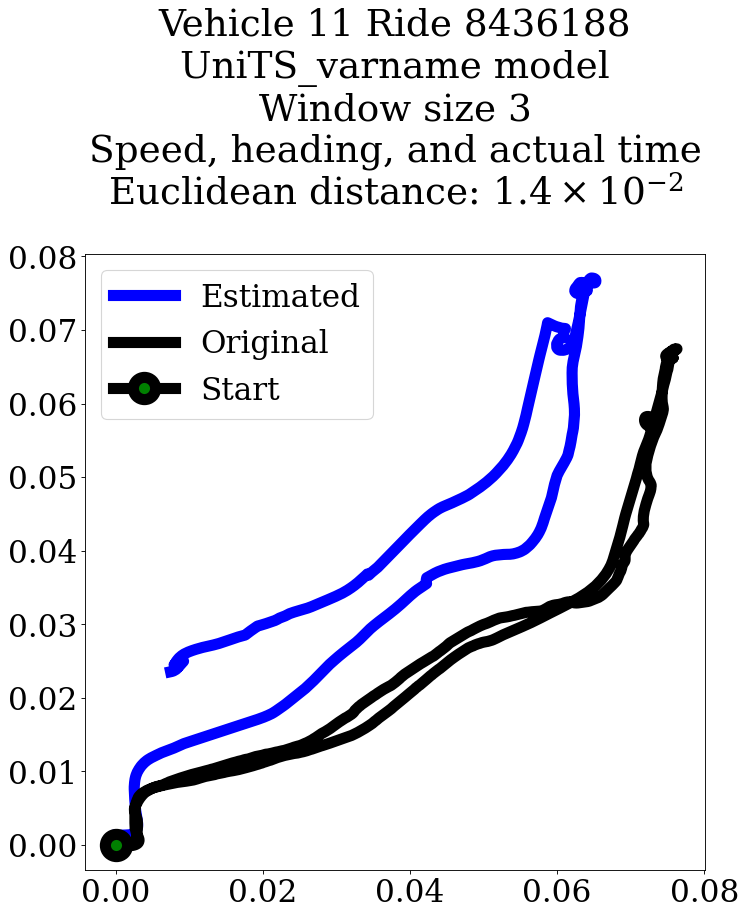 Vehicle 11 Ride 8436188
UniTS_varname model
Window size 3
Speed, heading, and actual time
Euclidean distance: 1.4 × 10⁻²
0.08
0.07
0.06
0.05
0.04
0.03
0.02
0.01
0.00
Estimated
Original
Start
0.00 0.02 0.04 0.06 0.08